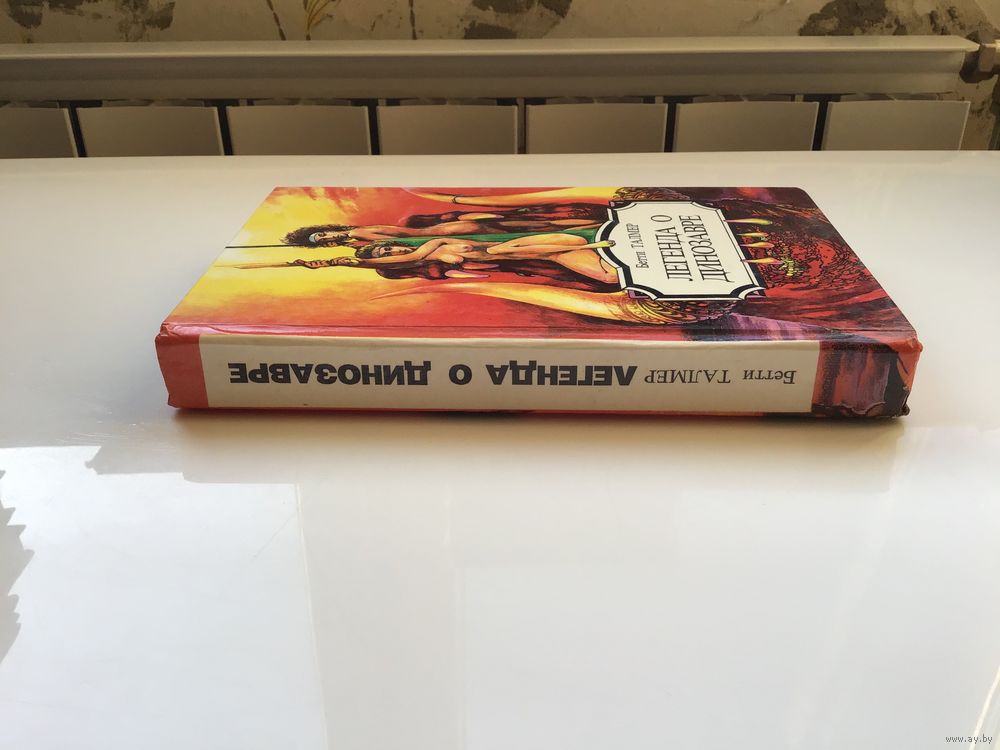 Бетти ТАЛМЕР
ЛЕГЕНДА О
ДИНОЗАВРЕ
Бетти ТАЛМЕР ЛЕГЕНДА О ДИНОЗАВРЕ
www.ay.by